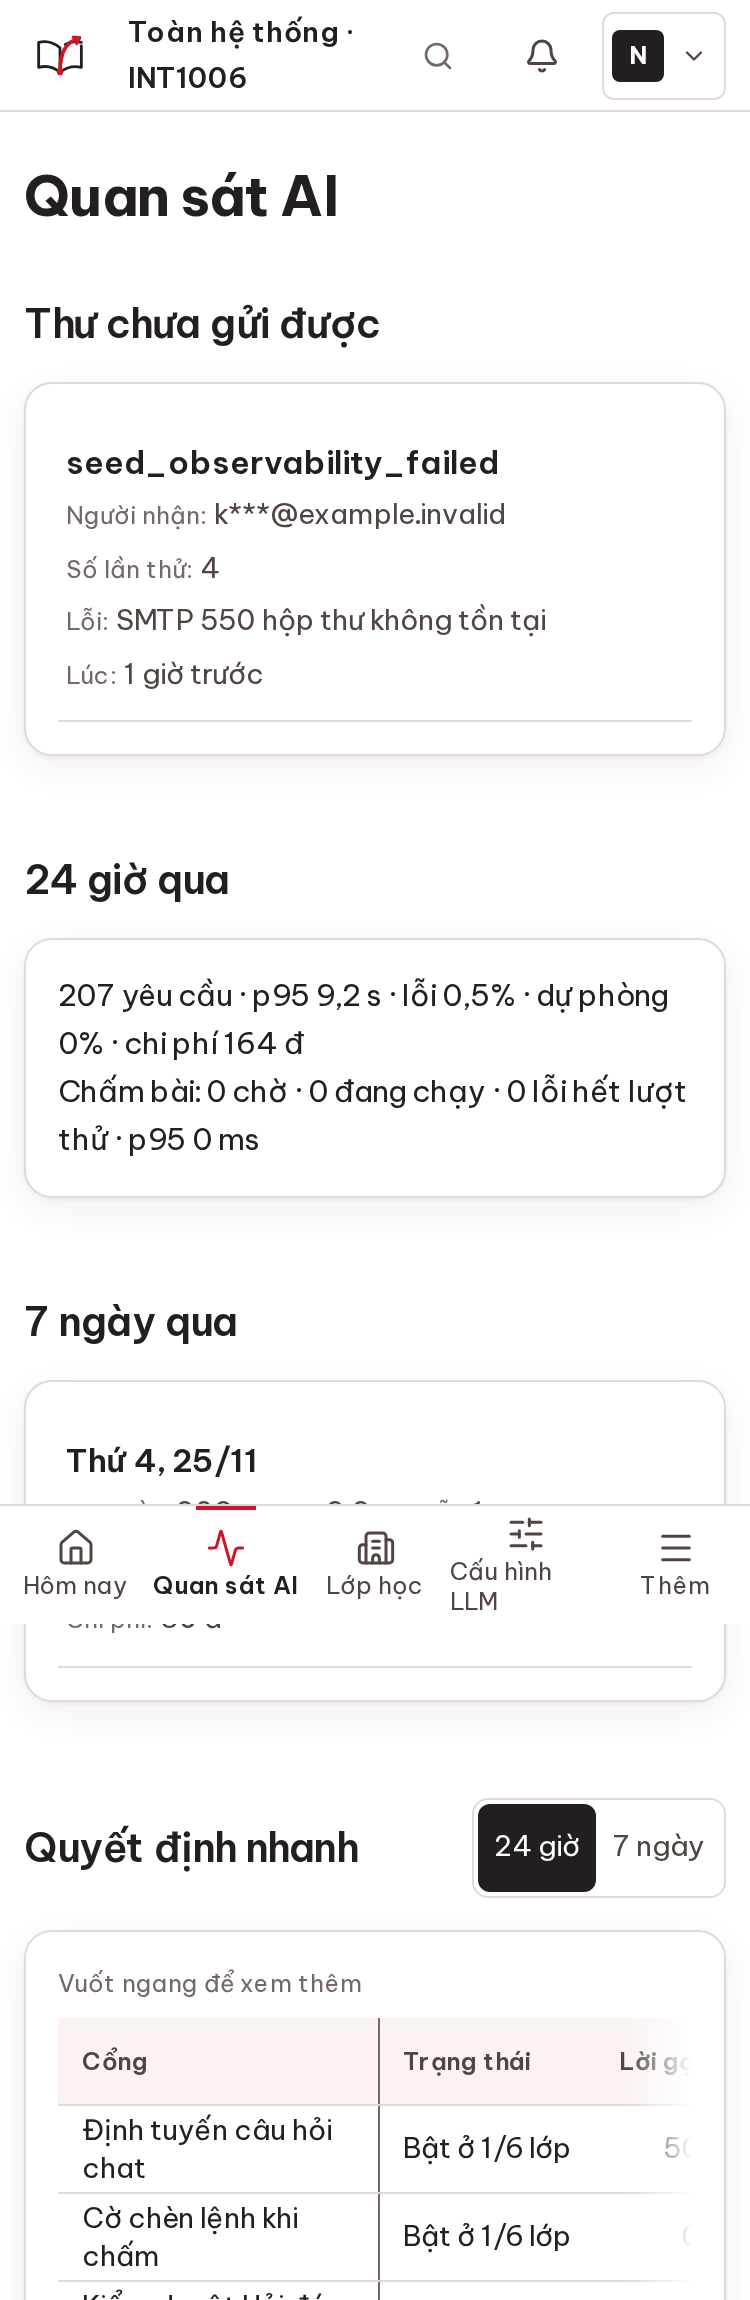 Toàn hệ thống ·
INT1006
N
Quan sát AI
Thư chưa gửi được
seed_observability_failed
Người nhận: k***@example.invalid
Số lần thử: 4
Lỗi: SMTP 550 hộp thư không tồn tại
Lúc: 1 giờ trước
24 giờ qua
207 yêu cầu · p95 9,2 s · lỗi 0,5% · dự phòng
0% · chi phí 164 đ
Chấm bài: 0 chờ · 0 đang chạy · 0 lỗi hết lượt
thử · p95 0 ms
7 ngày qua
Thứ 4, 25/11
Hôm nay
Quan sát AI
Lớp học
Cấu hình
LLM
Thêm
Quyết định nhanh
24 giờ
7 ngày
Vuốt ngang để xem thêm
Cổng
Trạng thái
Lời
Định tuyến câu hỏi
chat
Bật ở 1/6 lớp
Cờ chèn lệnh khi
chấm
Bật ở 1/6 lớp